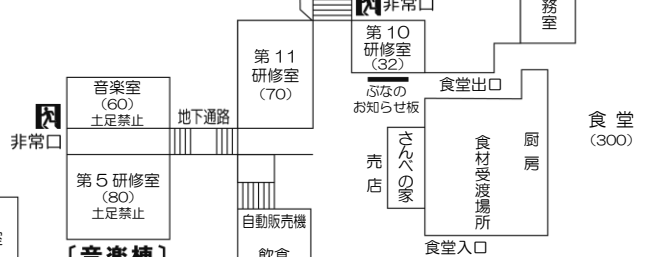 非常口
務室
第10
研修室
(32)
第11
研修室
(70)
ぶなの
お知らせ板
食堂出口
音楽室
(60)
土足禁止
地下通路
非常口
食堂
(300)
厨房
食材受渡場所
さんべの家
売店
第5研修室
(80)
土足禁止
自動販売機
飲食
食堂入口
〔音楽棟〕